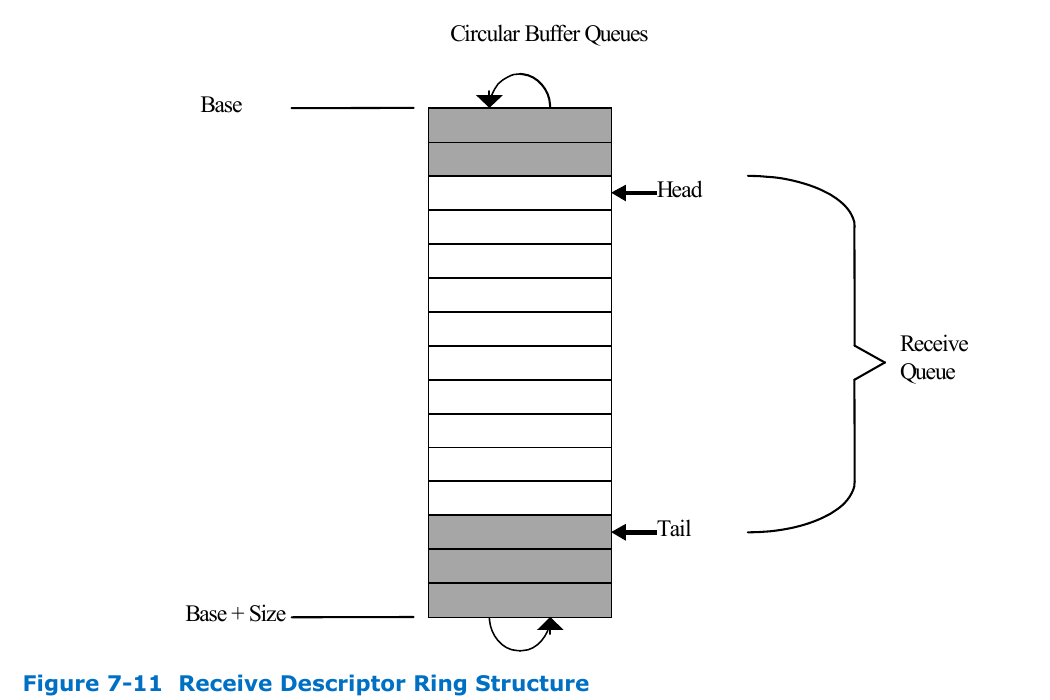 Circular Buffer Queues
Base
Head
Receive
Queue
Tail
Base + Size
Figure 7-11 Receive Descriptor Ring Structure